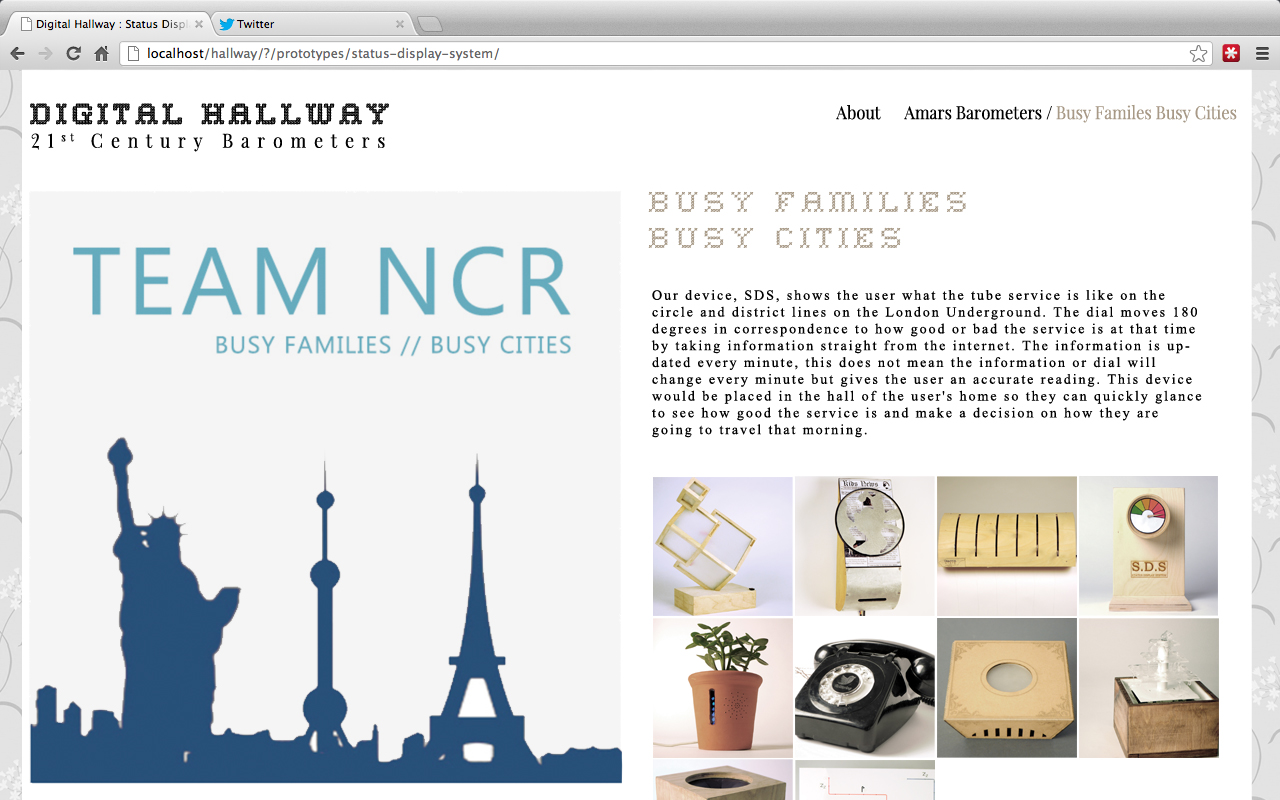 Digital Hallway : Status Disp
Twitter
localhost/hallway/?/prototypes/status-display-system/
DIGITAL HALLWAY
21st Century Barometers
About
Amars Barometers / Busy Familes Busy Cities
TEAM NCR
BUSY FAMILIES // BUSY CITIES
BUSY FAMILIES
BUSY CITIES
Our device, SDS, shows the user what the tube service is like on the
circle and district lines on the London Underground. The dial moves 180
degrees in correspondence to how good or bad the service is at that time
by taking information straight from the internet. The information is up-
dated every minute, this does not mean the information or dial will
change every minute but gives the user an accurate reading. This device
would be placed in the hall of the user's home so they can quickly glance
to see how good the service is and make a decision on how they are
going to travel that morning.
Kids News
S.D.S